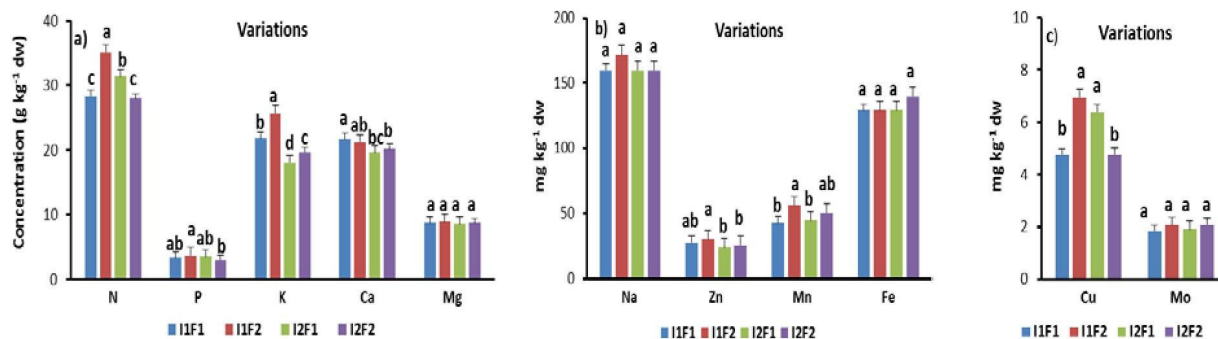 a) Variations
Concentration (g kg⁻¹ dw)
40
30
20
10
0
c a b c
ab a ab b
b a d c
a ab bc b
a a a a
N P K Ca Mg
I1F1 I1F2 I2F1 I2F2
b) Variations
mg kg⁻¹ dw
200
150
100
50
0
a a a a
ab a b b
b a b ab
a a a a
Na Zn Mn Fe
I1F1 I1F2 I2F1 I2F2
c) Variations
mg kg⁻¹ dw
10
8
6
4
2
0
b a a b
a a a a
Cu Mo
I1F1 I1F2 I2F1 I2F2